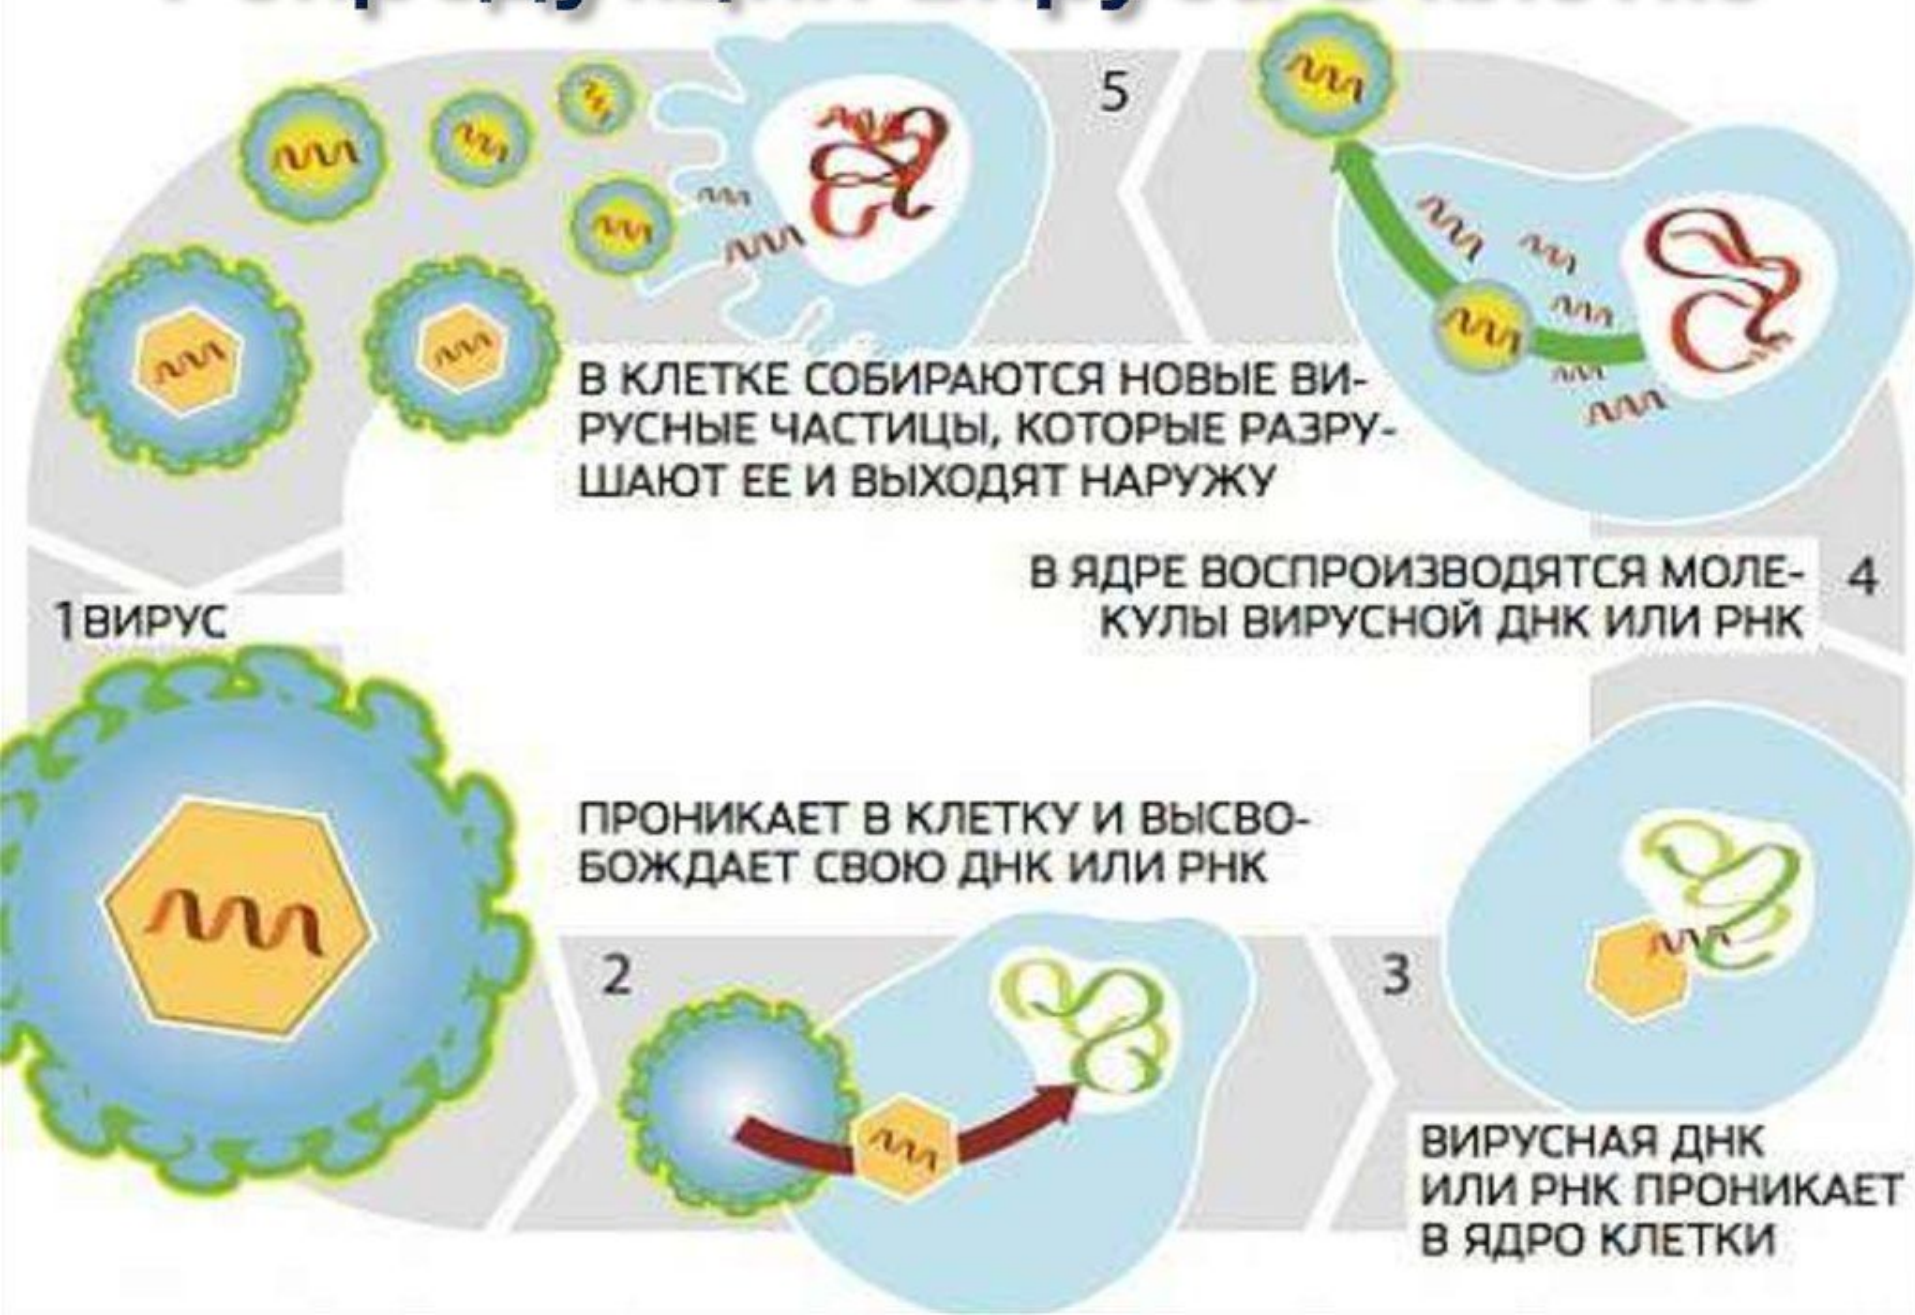 1 ВИРУС
2
ПРОНИКАЕТ В КЛЕТКУ И ВЫСВО-
БОЖДАЕТ СВОЮ ДНК ИЛИ РНК
3
ВИРУСНАЯ ДНК
ИЛИ РНК ПРОНИКАЕТ
В ЯДРО КЛЕТКИ
4
В ЯДРЕ ВОСПРОИЗВОДЯТСЯ МОЛЕ-
КУЛЫ ВИРУСНОЙ ДНК ИЛИ РНК
5
В КЛЕТКЕ СОБИРАЮТСЯ НОВЫЕ ВИ-
РУСНЫЕ ЧАСТИЦЫ, КОТОРЫЕ РАЗРУ-
ШАЮТ ЕЕ И ВЫХОДЯТ НАРУЖУ